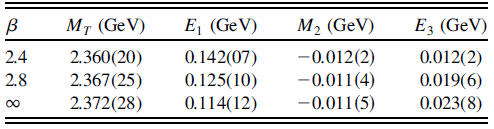 β M_T (GeV) E_1 (GeV) M_2 (GeV) E_3 (GeV)
2.4 2.360(20) 0.142(07) −0.012(2) 0.012(2)
2.8 2.367(25) 0.125(10) −0.011(4) 0.019(6)
∞ 2.372(28) 0.114(12) −0.011(5) 0.023(8)